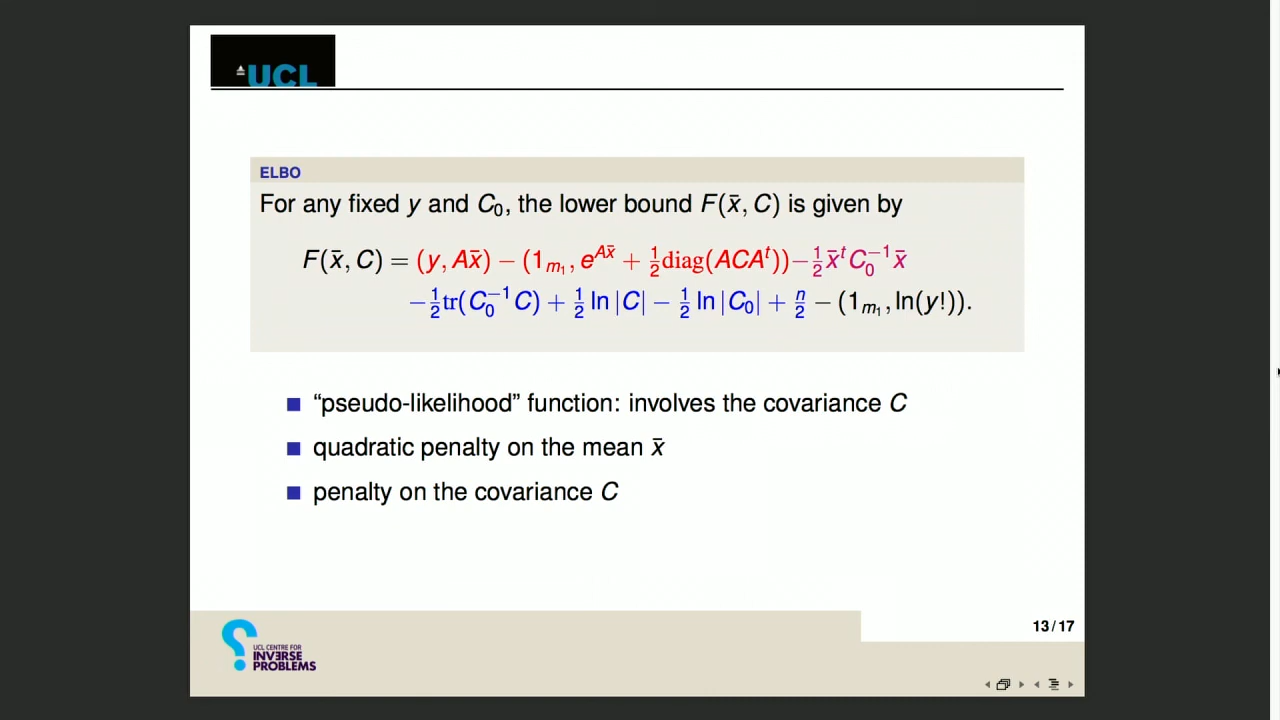 UCL
ELBO
For any fixed y and C₀, the lower bound F(x̄, C) is given by
F(x̄, C) = (y, Ax̄) − (1ₘ₁, e^{Ax̄} + ½diag(ACAᵗ)) − ½x̄ᵗC₀⁻¹x̄
−½tr(C₀⁻¹C) + ½ ln |C| − ½ ln |C₀| + n/2 − (1ₘ₁, ln(y!)).
“pseudo-likelihood” function: involves the covariance C
quadratic penalty on the mean x̄
penalty on the covariance C
13/17
UCL CENTRE FOR
INVERSE
PROBLEMS